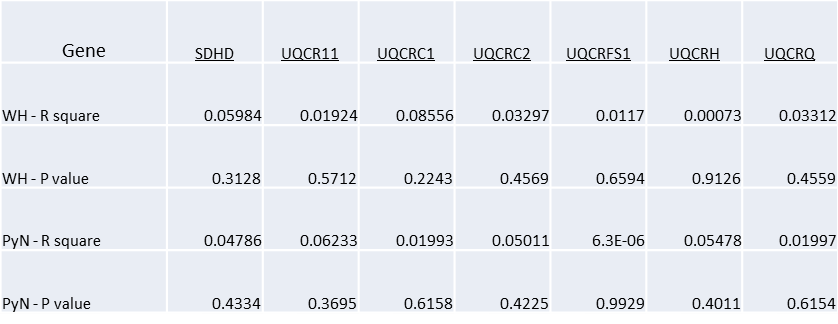 Gene SDHD UQCR11 UQCRC1 UQCRC2 UQCRFS1 UQCRH UQCRQ
WH - R square 0.05984 0.01924 0.08556 0.03297 0.0117 0.00073 0.03312
WH - P value 0.3128 0.5712 0.2243 0.4569 0.6594 0.9126 0.4559
PyN - R square 0.04786 0.06233 0.01993 0.05011 6.3E-06 0.05478 0.01997
PyN - P value 0.4334 0.3695 0.6158 0.4225 0.9929 0.4011 0.6154